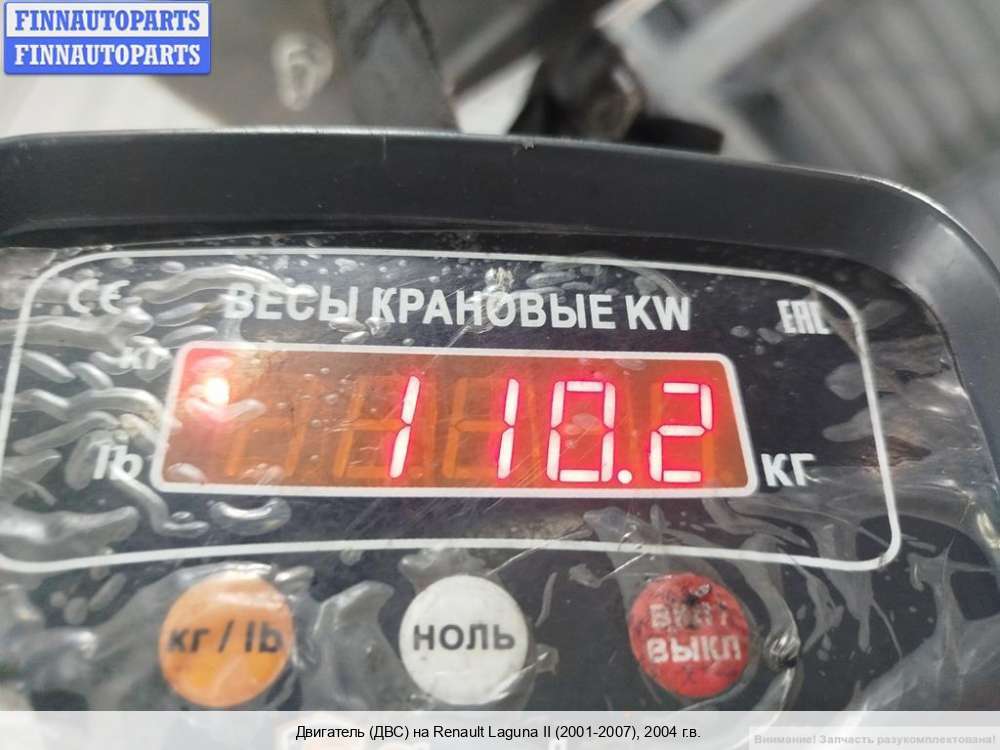 FINNAUTOPARTS
FINNAUTOPARTS
CE ВЕСЫ КРАНОВЫЕ KW EAC
кг
lb
110.2 кг
кг / lb
НОЛЬ
ВКЛ / ВЫКЛ
Двигатель (ДВС) на Renault Laguna II (2001-2007), 2004 г.в.
Внимание! Запчасть разукомплектована!